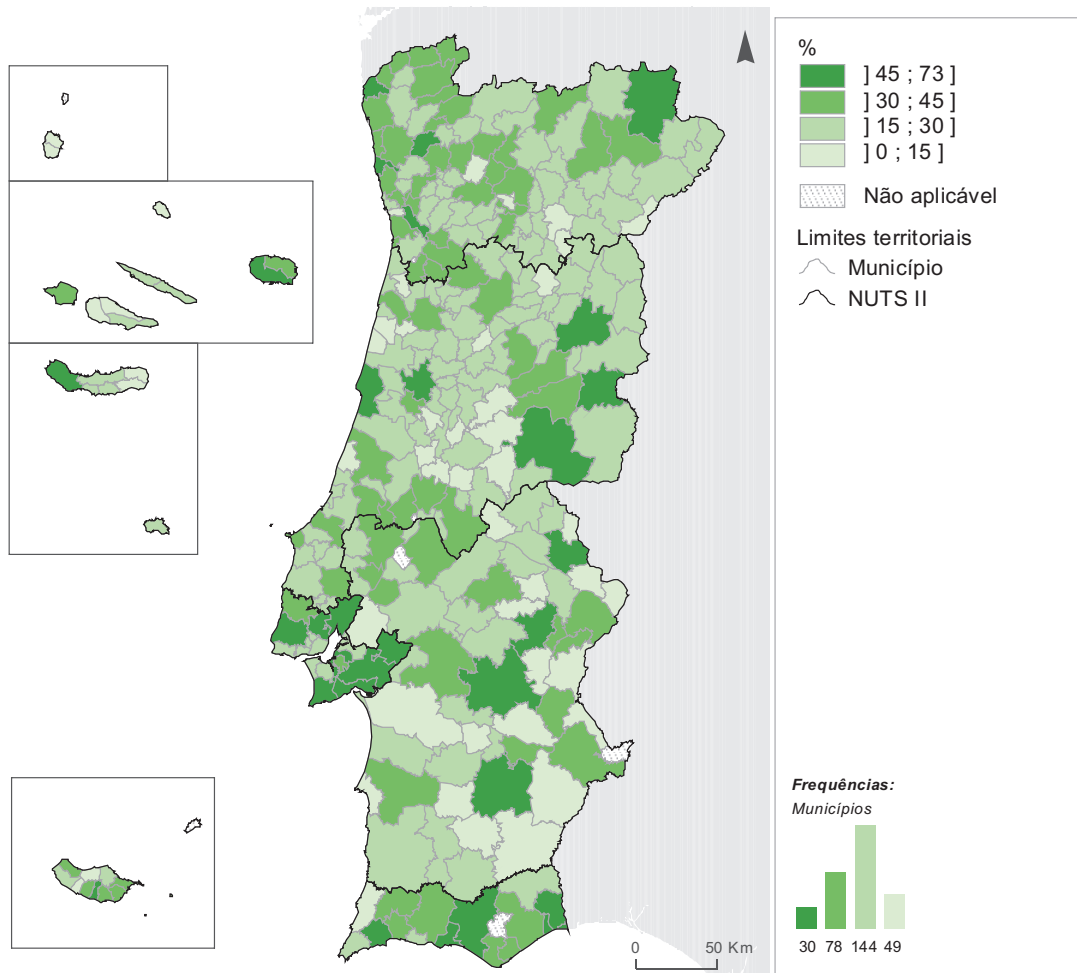 %
] 45 ; 73 ]
] 30 ; 45 ]
] 15 ; 30 ]
] 0 ; 15 ]
Não aplicável
Limites territoriais
Município
NUTS II
Frequências:
Municípios
30 78 144 49
0 50 Km